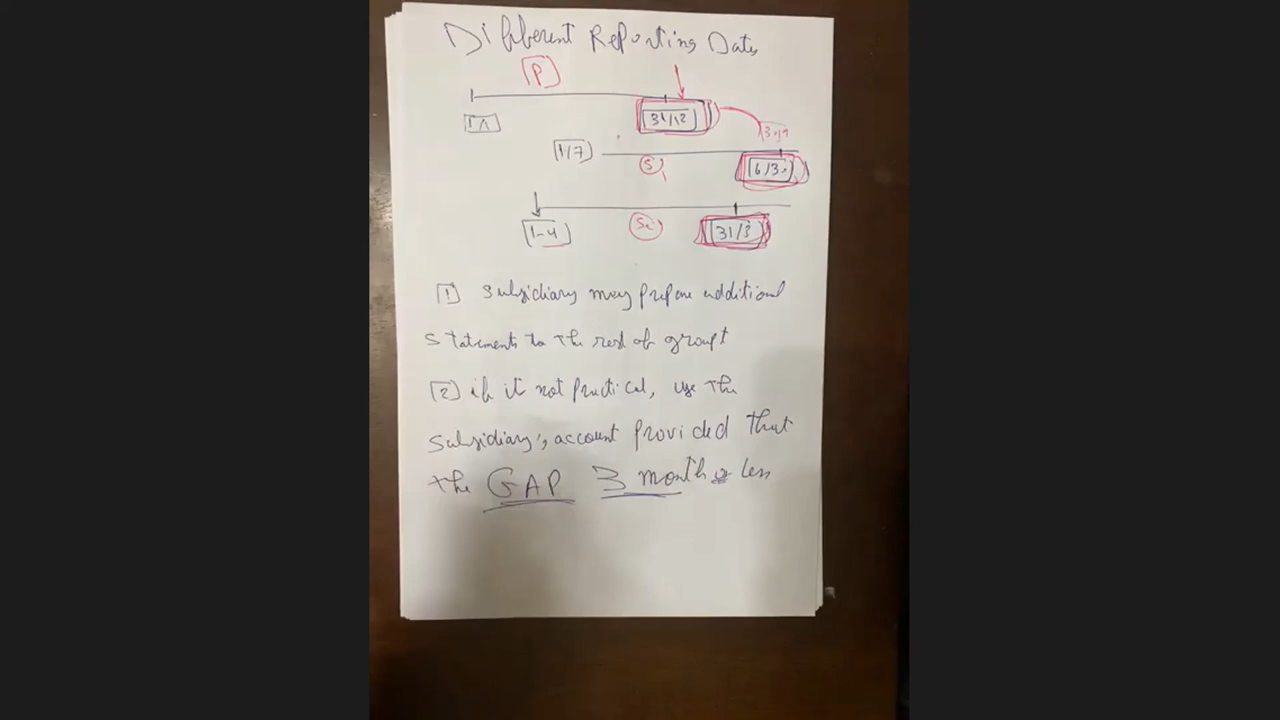 Different Reporting Dates
P
1/1
31/12
30/9
1/7
S
6/30
1-4
31/3
1 Subsidiary may prepare additional
statements to the rest of group
2 if it not practical, use the
subsidiary's account provided that
the GAP 3 month or less